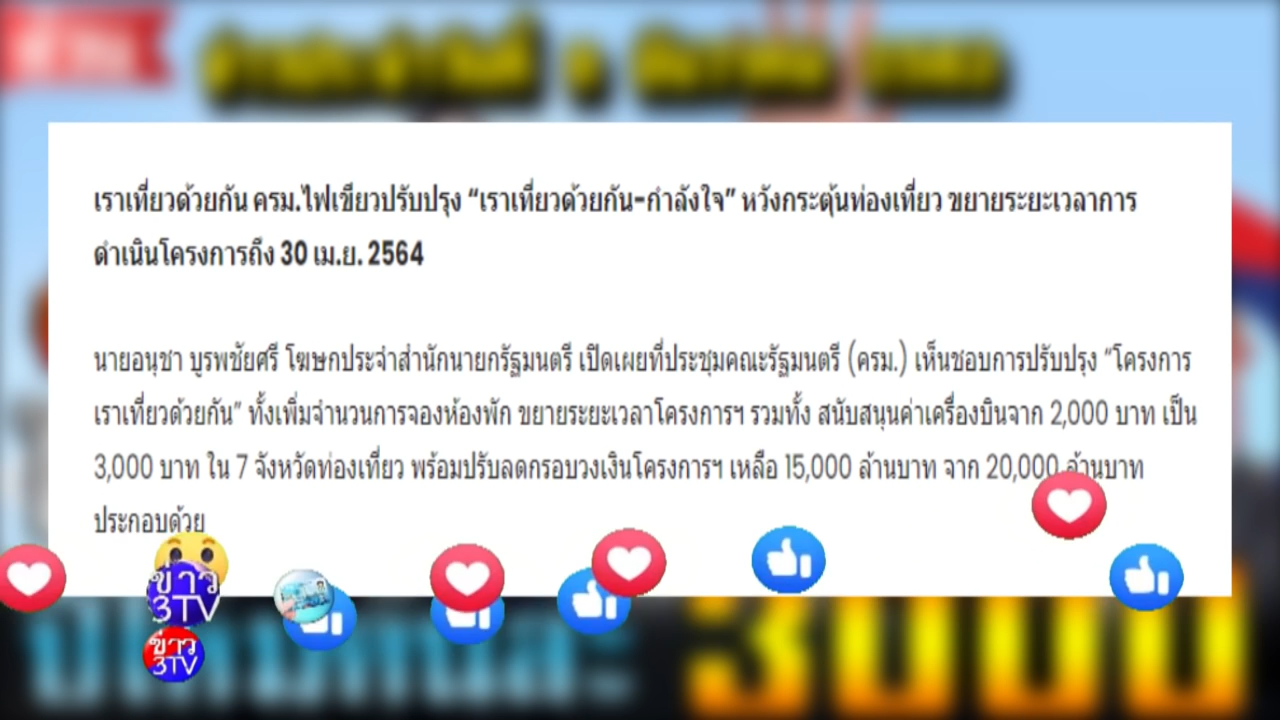 เราเที่ยวด้วยกัน ครม.ไฟเขียวปรับปรุง “เราเที่ยวด้วยกัน-กำลังใจ” หวังกระตุ้นท่องเที่ยว ขยายระยะเวลาการ
ดำเนินโครงการถึง 30 เม.ย. 2564
นายอนุชา บูรพชัยศรี โฆษกประจำสำนักนายกรัฐมนตรี เปิดเผยที่ประชุมคณะรัฐมนตรี (ครม.) เห็นชอบการปรับปรุง “โครงการ
เราเที่ยวด้วยกัน” ทั้งเพิ่มจำนวนการจองห้องพัก ขยายระยะเวลาโครงการฯ รวมทั้ง สนับสนุนค่าเครื่องบินจาก 2,000 บาท เป็น
3,000 บาท ใน 7 จังหวัดท่องเที่ยว พร้อมปรับลดกรอบวงเงินโครงการฯ เหลือ 15,000 ล้านบาท จาก 20,000 ล้านบาท
ประกอบด้วย
ข่าว
3TV
ข่าว
3TV
3000